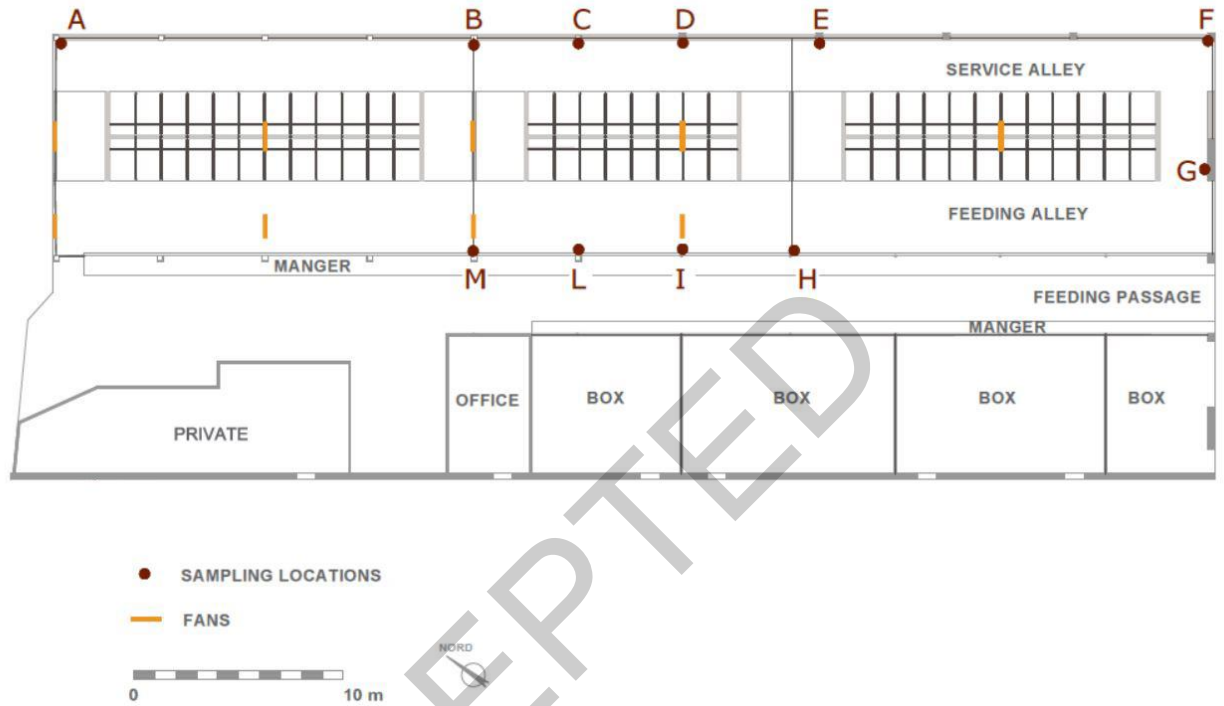 A B C D E F
SERVICE ALLEY
G
FEEDING ALLEY
MANGER
M L I H
FEEDING PASSAGE
MANGER
OFFICE BOX BOX BOX BOX
PRIVATE
SAMPLING LOCATIONS
FANS
NORD
0 10 m
EPTED